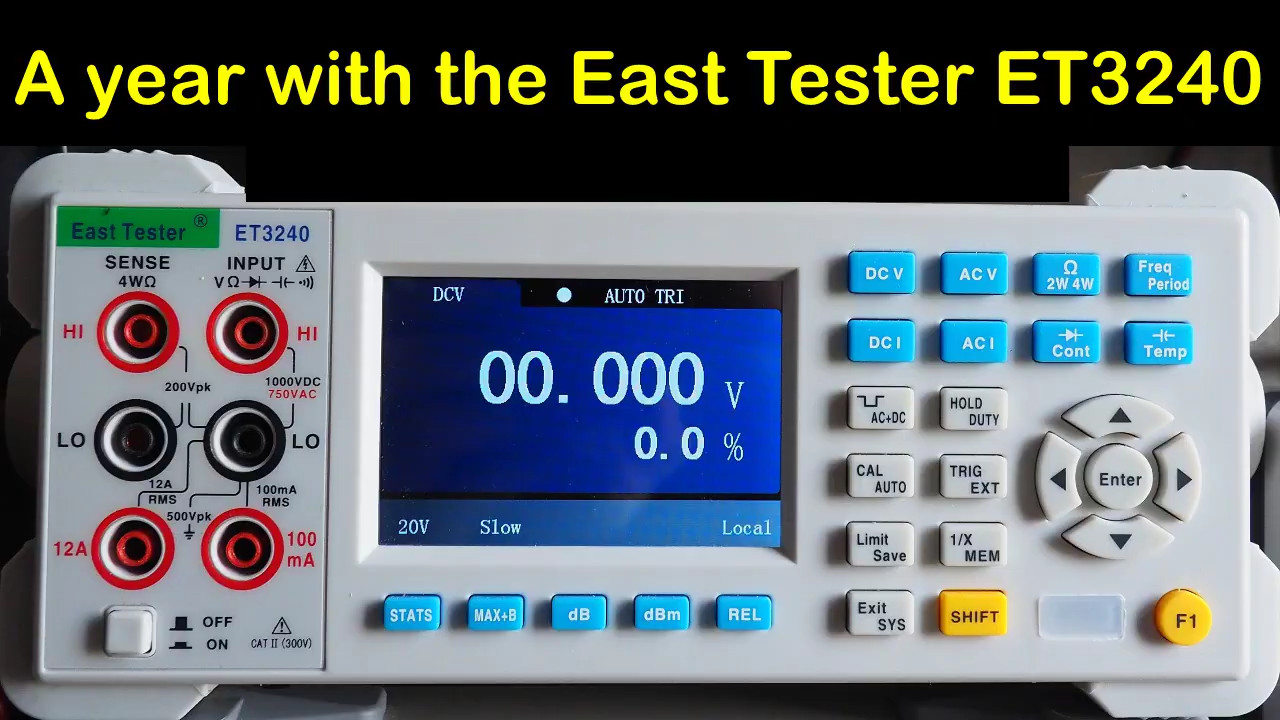 A year with the East Tester ET3240
East Tester ® ET3240
SENSE
4WΩ
INPUT
V Ω
HI
HI
200Vpk
1000VDC
750VAC
LO
LO
12A
RMS
100mA
RMS
500Vpk
12A
100
mA
OFF
ON
CAT II (300V)
DCV
AUTO TRI
00.000 V
0.0 %
20V
Slow
Local
STATS
MAX+B
dB
dBm
REL
DC V
AC V
Ω
2W 4W
Freq
Period
DC I
AC I
Cont
Temp
AC+DC
HOLD
DUTY
CAL
AUTO
TRIG
EXT
Limit
Save
1/X
MEM
Exit
SYS
SHIFT
Enter
F1